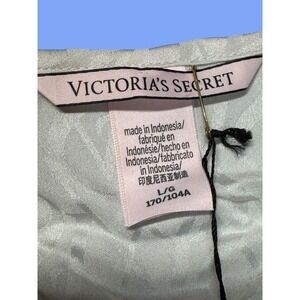 VICTORIA'S SECRET
made in Indonesia/
fabriqué en
Indonésie/hecho en
Indonesia/fabbricato
in Indonesia/
印度尼西亚制造
L/G
170/104A